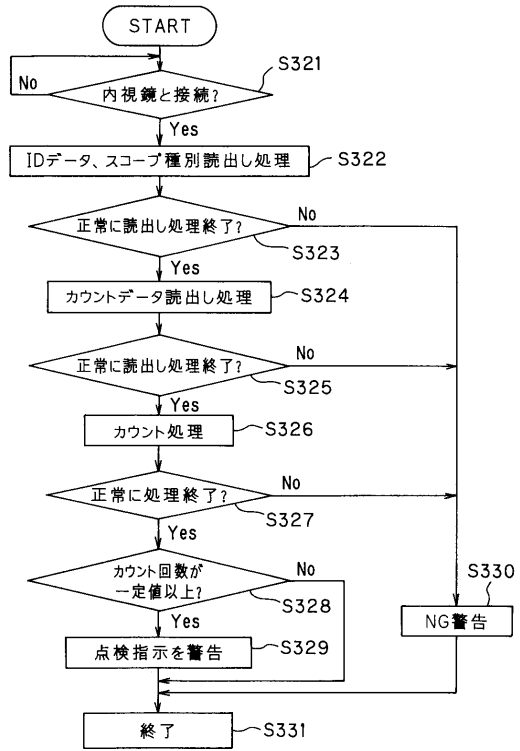 START
S321
内視鏡と接続?
No
Yes
IDデータ、スコープ種別読出し処理
S322
正常に読出し処理終了?
No
S323
Yes
カウントデータ読出し処理
S324
正常に読出し処理終了?
No
S325
Yes
カウント処理
S326
正常に処理終了?
No
S327
Yes
カウント回数が
一定値以上?
No
S328
S330
NG警告
Yes
点検指示を警告
S329
終了
S331